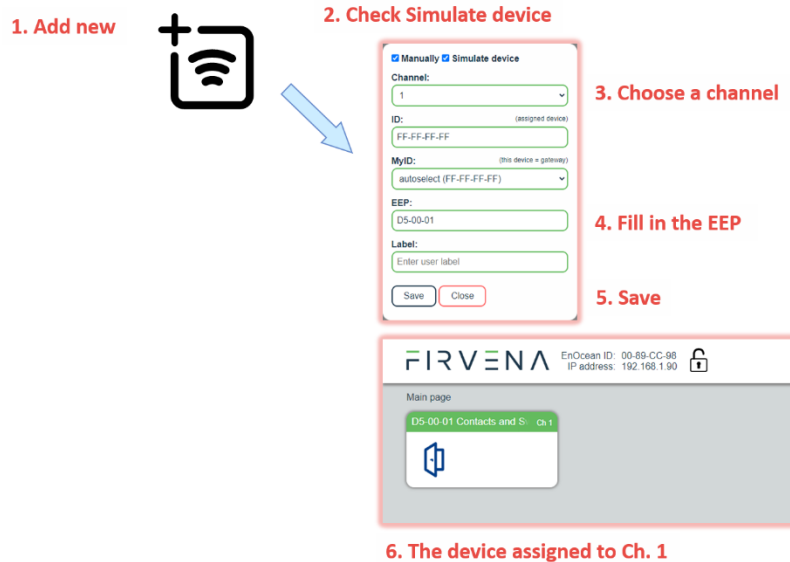 1. Add new
2. Check Simulate device
Manually Simulate device
Channel:
1
3. Choose a channel
ID: (assigned device)
FF-FF-FF-FF
MyID: (this device = gateway)
autoselect (FF-FF-FF-FF)
EEP:
D5-00-01
4. Fill in the EEP
Label:
Enter user label
Save Close
5. Save
FIRVENA
EnOcean ID: 00-89-CC-98
IP address: 192.168.1.90
Main page
D5-00-01 Contacts and S Ch 1
6. The device assigned to Ch. 1